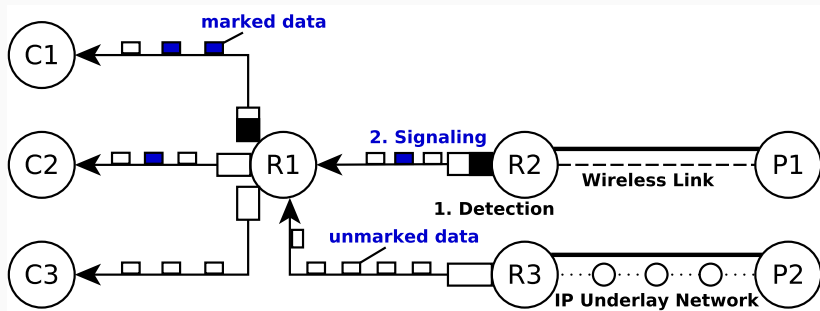 marked data
C1
2. Signaling
C2
R1
R2
P1
Wireless Link
1. Detection
unmarked data
C3
R3
P2
IP Underlay Network